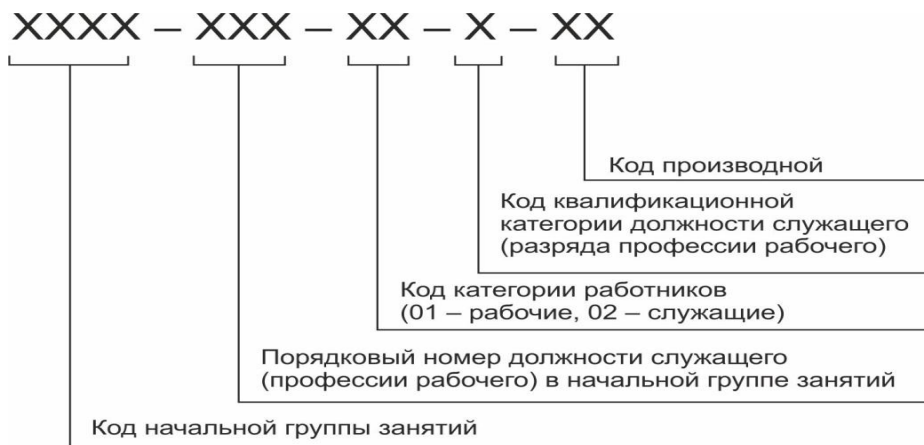 XXXX – XXX – XX – X – XX
Код производной
Код квалификационной
категории должности служащего
(разряда профессии рабочего)
Код категории работников
(01 – рабочие, 02 – служащие)
Порядковый номер должности служащего
(профессии рабочего) в начальной группе занятий
Код начальной группы занятий